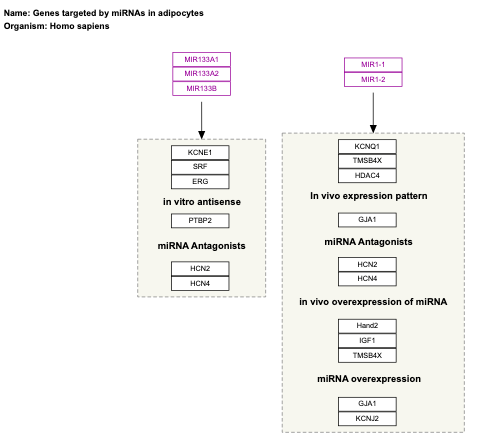 Name: Genes targeted by miRNAs in adipocytes
Organism: Homo sapiens
MIR133A1
MIR133A2
MIR133B
KCNE1
SRF
ERG
in vitro antisense
PTBP2
miRNA Antagonists
HCN2
HCN4
MIR1-1
MIR1-2
KCNQ1
TMSB4X
HDAC4
In vivo expression pattern
GJA1
miRNA Antagonists
HCN2
HCN4
in vivo overexpression of miRNA
Hand2
IGF1
TMSB4X
miRNA overexpression
GJA1
KCNJ2